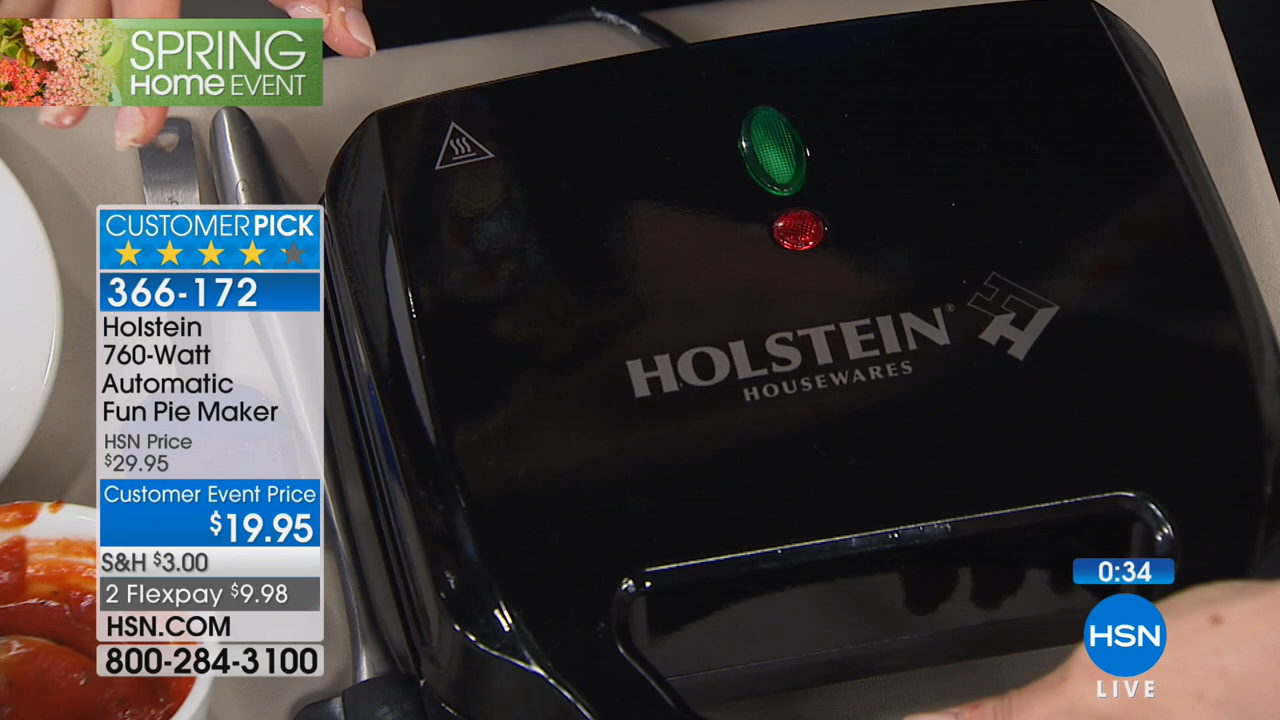 SPRING
Home EVENT
CUSTOMER PICK
366-172
Holstein
760-Watt
Automatic
Fun Pie Maker
HSN Price
$29.95
Customer Event Price
$19.95
S&H $3.00
2 Flexpay $9.98
HSN.COM
800-284-3100
HOLSTEIN®
HOUSEWARES
0:34
HSN
LIVE